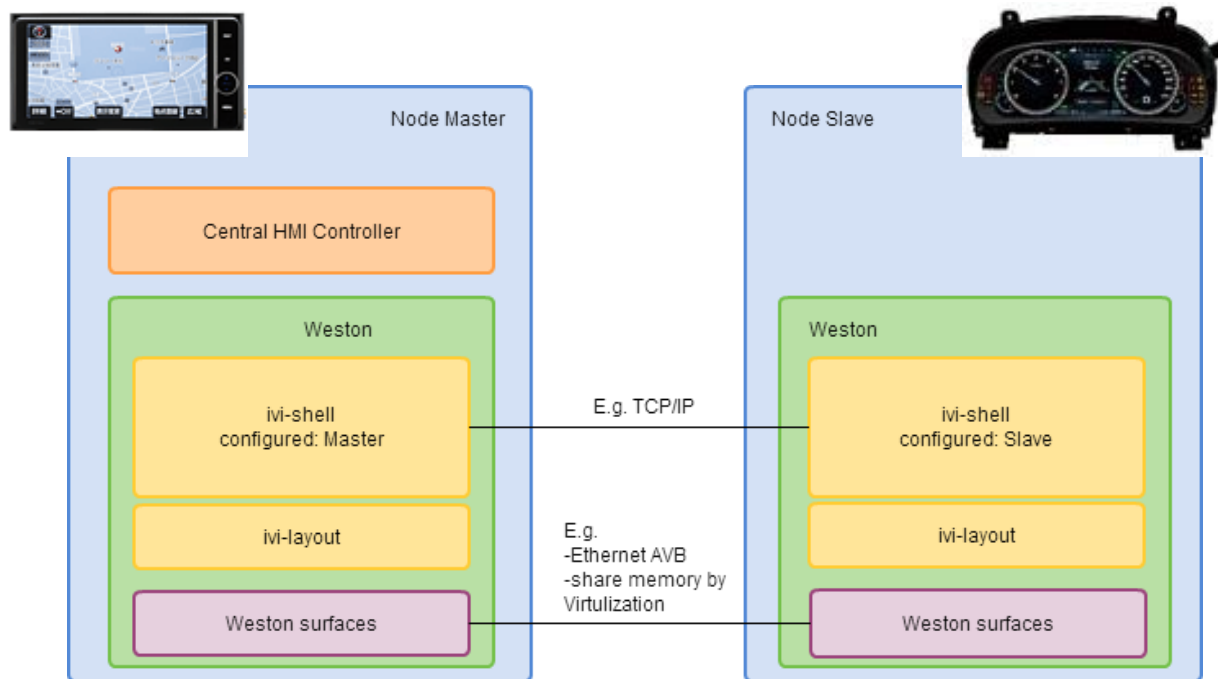 Node Master
Node Slave
Central HMI Controller
Weston
Weston
ivi-shell
configured: Master
E.g. TCP/IP
ivi-shell
configured: Slave
ivi-layout
E.g.
-Ethernet AVB
-share memory by
Virtulization
ivi-layout
Weston surfaces
Weston surfaces